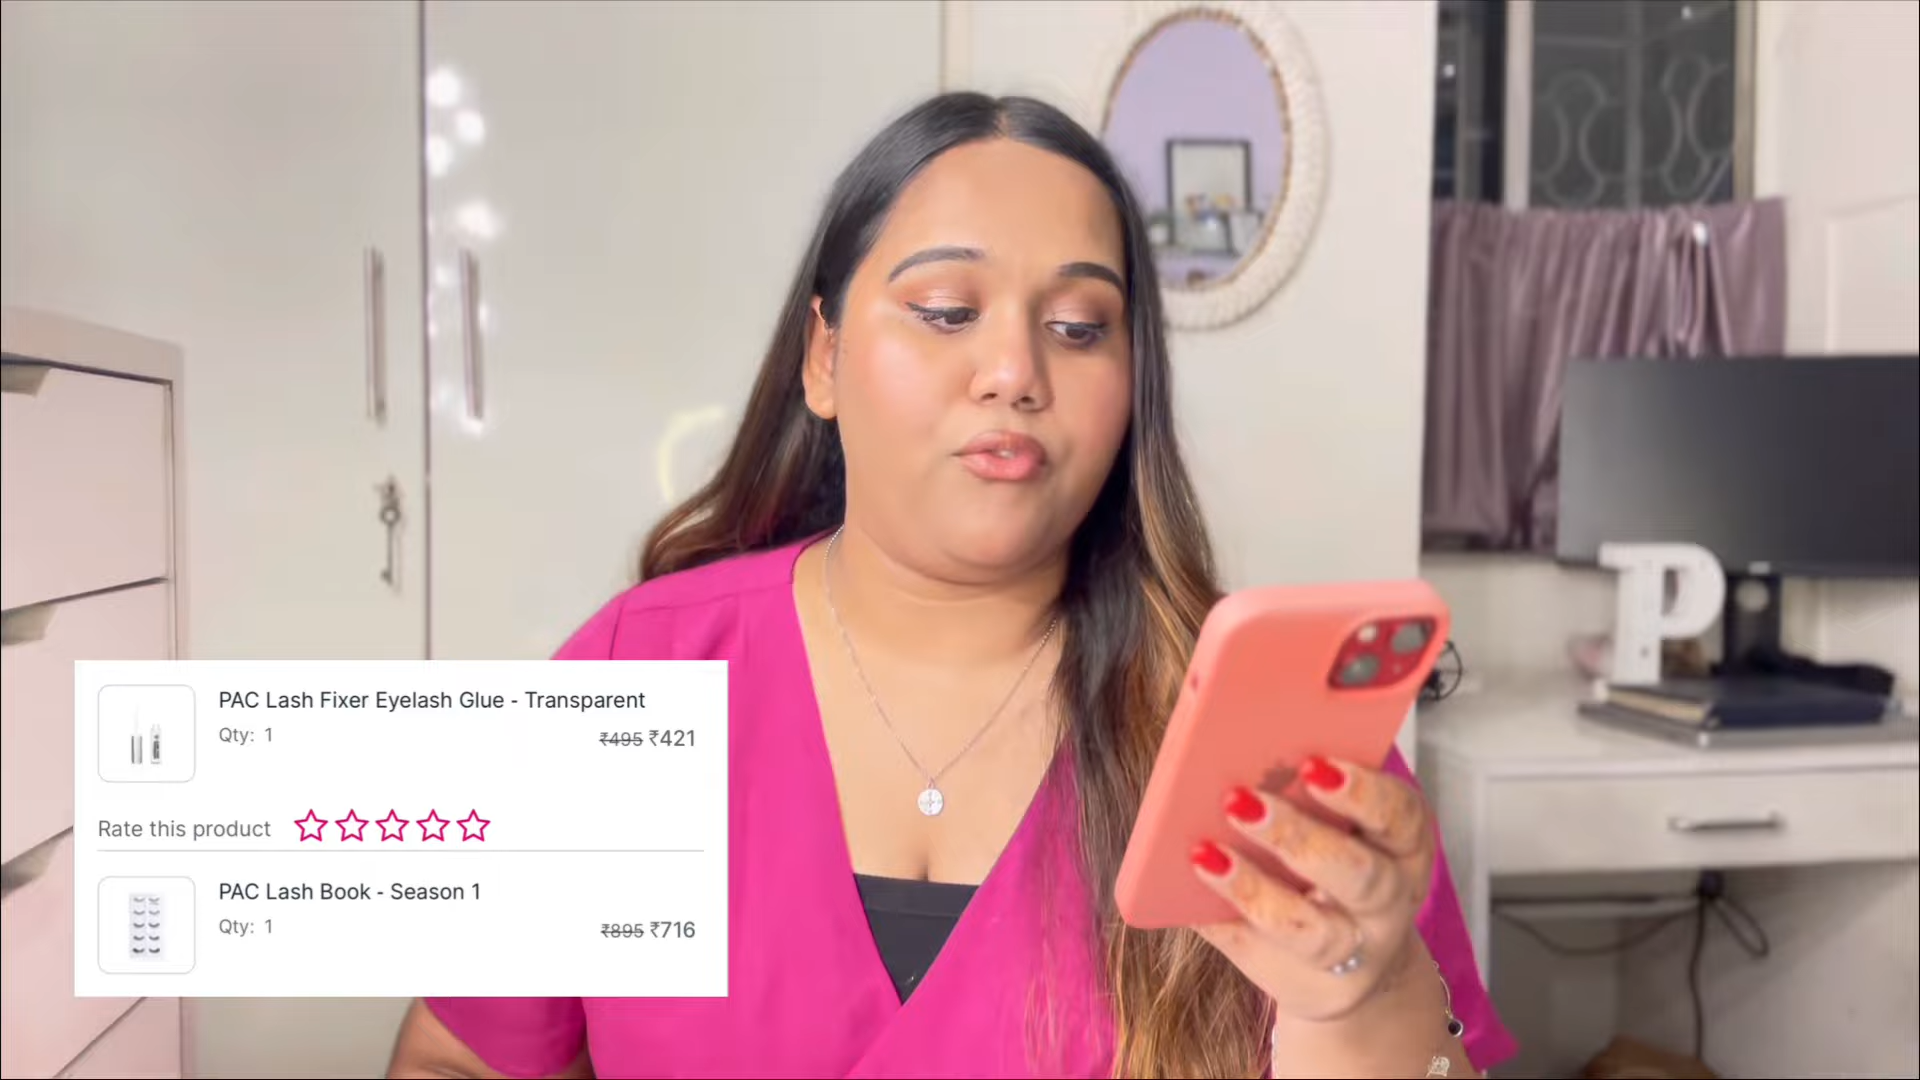 PAC Lash Fixer Eyelash Glue - Transparent
Qty: 1
₹495 ₹421
Rate this product
PAC Lash Book - Season 1
Qty: 1
₹895 ₹716
P